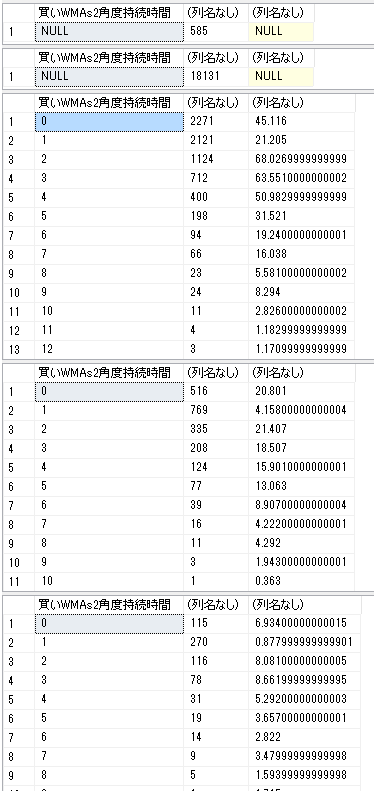 買いWMAs2角度持続時間 (列名なし) (列名なし)
1 NULL 585 NULL
買いWMAs2角度持続時間 (列名なし) (列名なし)
1 NULL 18131 NULL
買いWMAs2角度持続時間 (列名なし) (列名なし)
1 0 2271 45.116
2 1 2121 21.205
3 2 1124 68.0269999999999
4 3 712 63.5510000000002
5 4 400 50.9829999999999
6 5 198 31.521
7 6 94 19.2400000000001
8 7 66 16.038
9 8 23 5.58100000000002
10 9 24 8.294
11 10 11 2.82600000000002
12 11 4 1.18299999999999
13 12 3 1.17099999999999
買いWMAs2角度持続時間 (列名なし) (列名なし)
1 0 516 20.801
2 1 769 4.15800000000004
3 2 335 21.407
4 3 208 18.507
5 4 124 15.9010000000001
6 5 77 13.063
7 6 39 8.90700000000004
8 7 16 4.22200000000001
9 8 11 4.292
10 9 3 1.94300000000001
11 10 1 0.363
買いWMAs2角度持続時間 (列名なし) (列名なし)
1 0 115 6.93400000000015
2 1 270 0.877999999999901
3 2 116 8.08100000000005
4 3 78 8.66199999999995
5 4 31 5.29200000000003
6 5 19 3.65700000000001
7 6 14 2.822
8 7 9 3.47999999999998
9 8 5 1.59399999999998